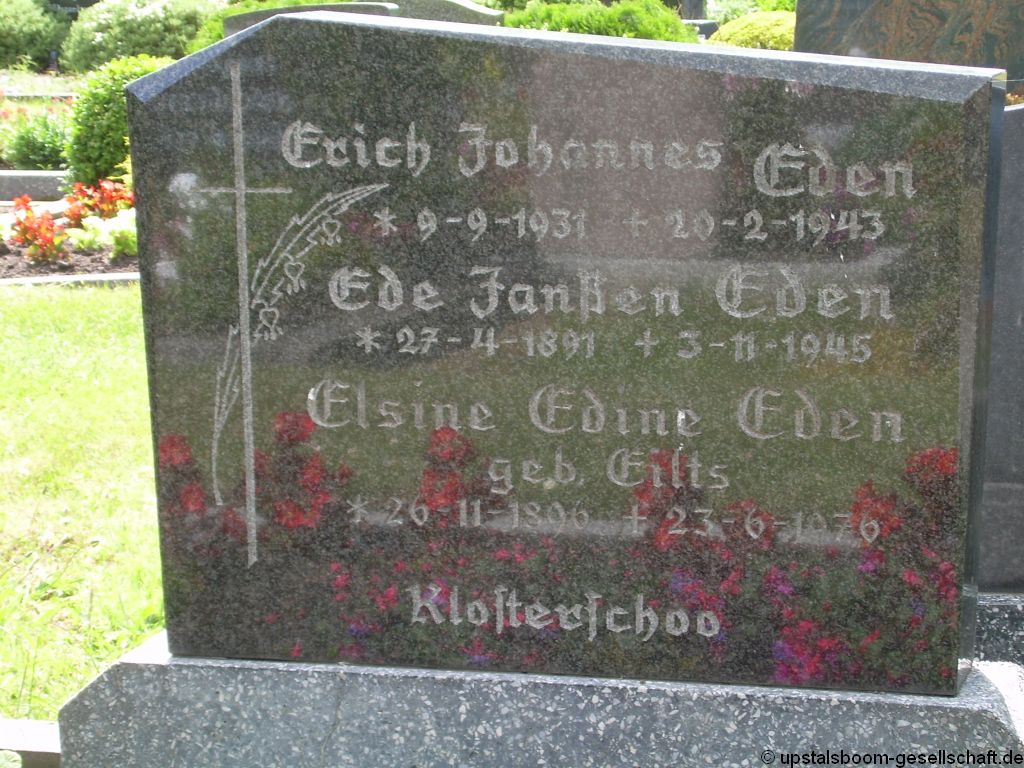 Erich Johannes Eden
* 9-9-1931 + 20-2-1943
Ede Janßen Eden
* 27-4-1891 + 3-11-1945
Elsine Edine Eden
geb. Eilts
* 26-11-1896 + 23-6-1976
Klosterschoo
© upstalsboom-gesellschaft.de